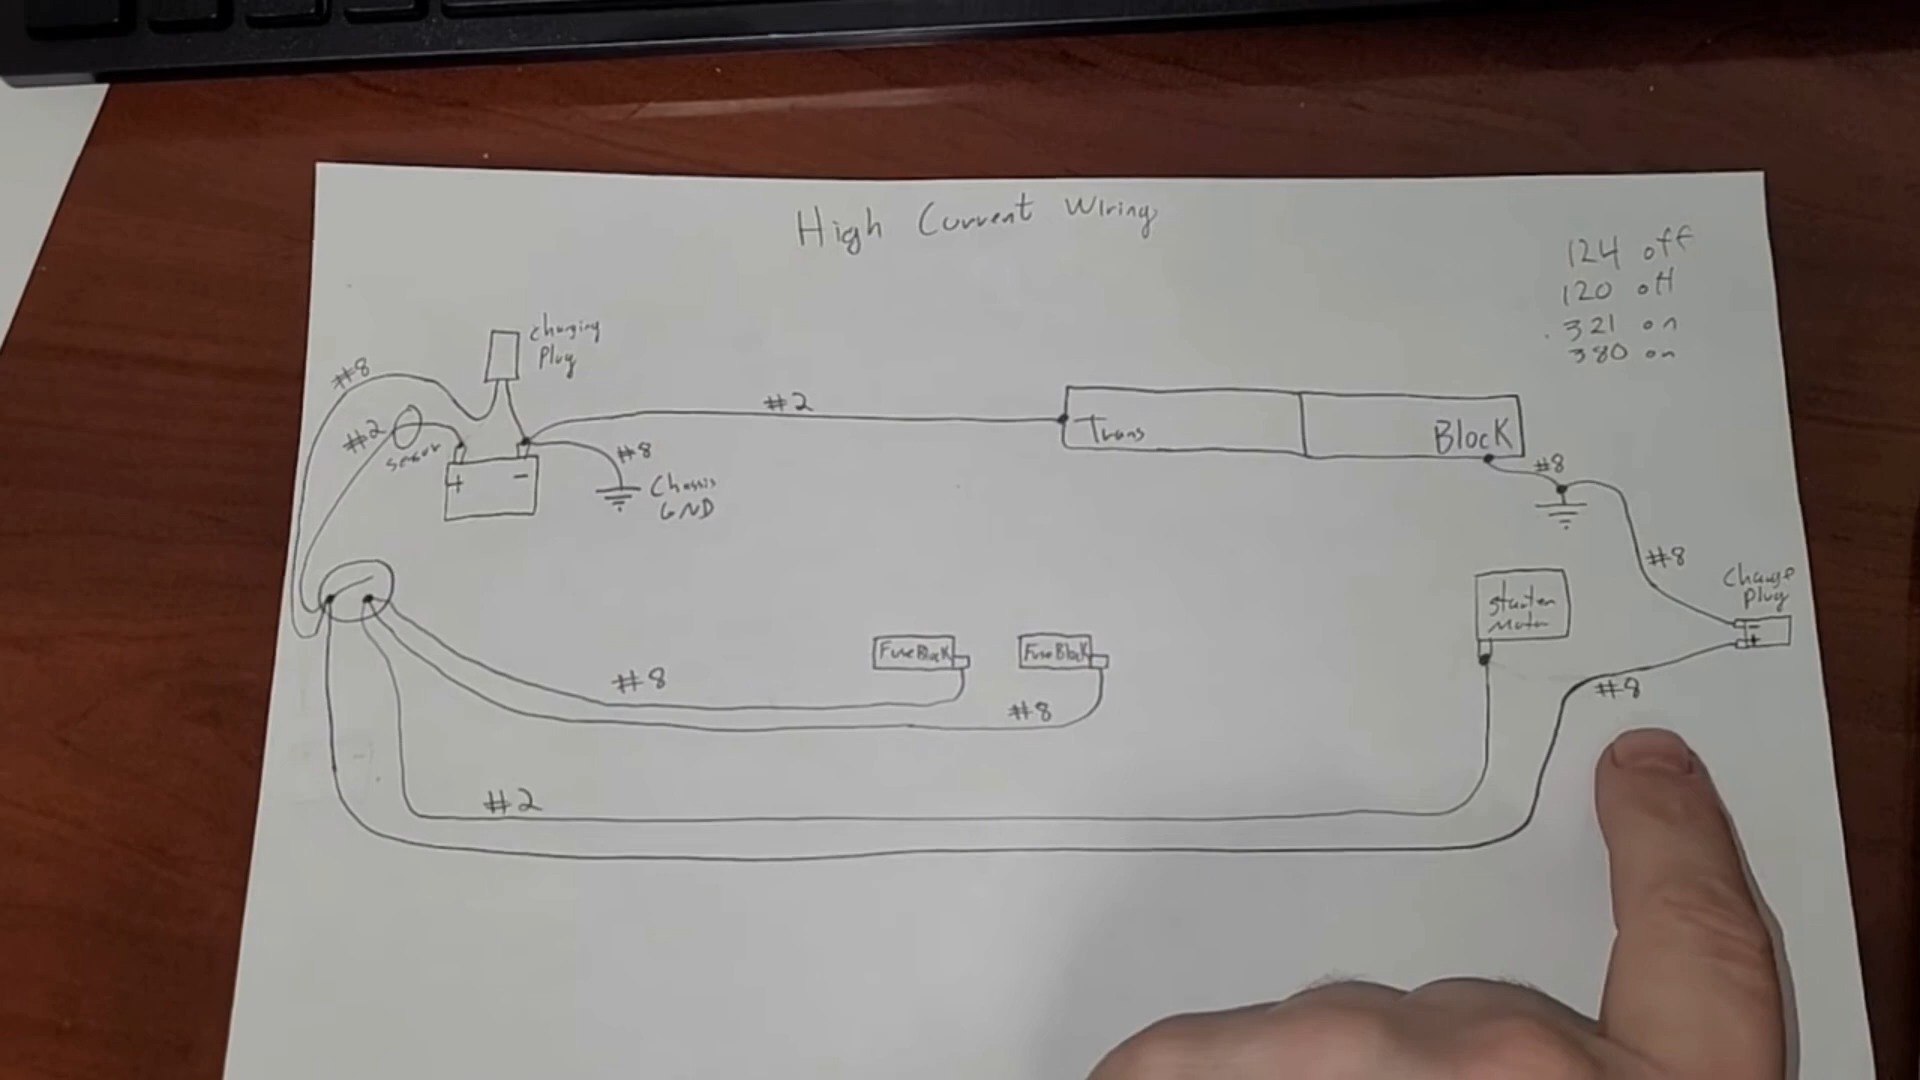 High Current Wiring
124 off
120 off
321 on
380 on
Charging
Plug
#8
#2
sensor
+ -
#8
Chassis
GND
#2
Trans
Block
#8
#8
Charge
Plug
-
+
Starter
Motor
#8
Fuse Block
Fuse Block
#8
#8
#2